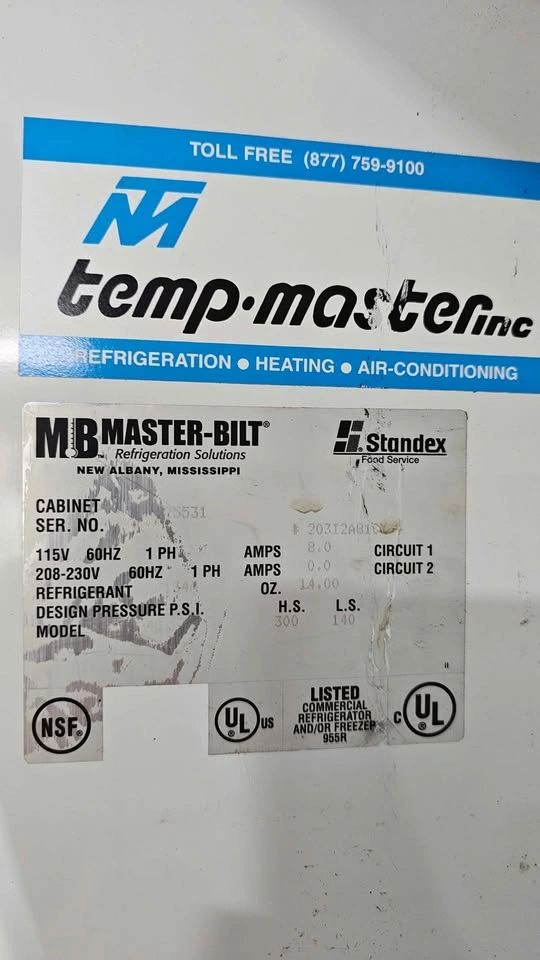 TOLL FREE (877) 759-9100
TM
temp·master inc
REFRIGERATION ● HEATING ● AIR-CONDITIONING
MB MASTER-BILT®
Refrigeration Solutions
NEW ALBANY, MISSISSIPPI
Standex
Food Service
CABINET
SER. NO.
115V 60HZ 1 PH AMPS 8.0 CIRCUIT 1
208-230V 60HZ 1 PH AMPS 0.0 CIRCUIT 2
REFRIGERANT OZ. 14.00
DESIGN PRESSURE P.S.I. H.S. 300 L.S. 140
MODEL
NSF®
UL® US
LISTED
COMMERCIAL
REFRIGERATOR
AND/OR FREEZER
955R
C UL®